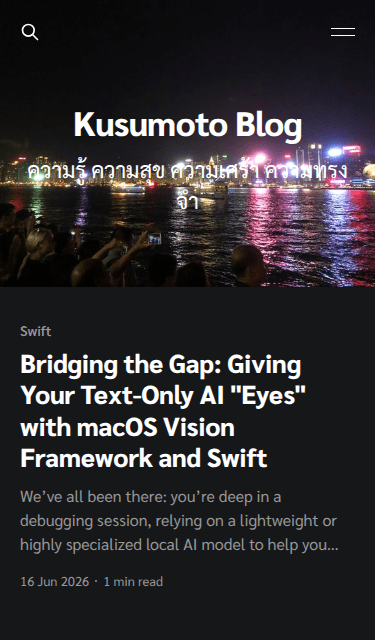 Kusumoto Blog
ความรู้ ความสุข ความเศร้า ความทรง
จำ
Swift
Bridging the Gap: Giving
Your Text-Only AI "Eyes"
with macOS Vision
Framework and Swift
We’ve all been there: you’re deep in a
debugging session, relying on a lightweight or
highly specialized local AI model to help you…
16 Jun 2026 · 1 min read